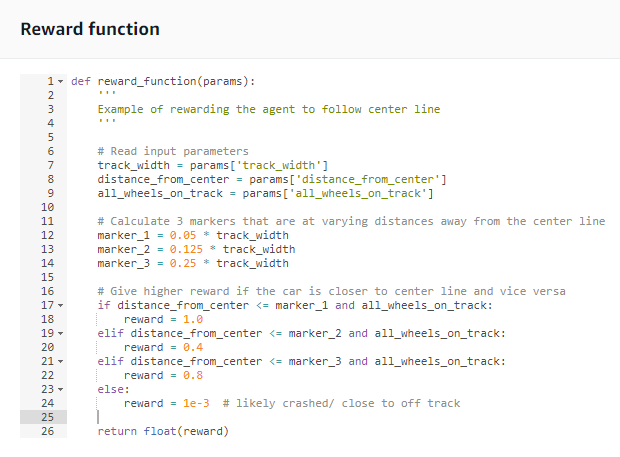 Reward function
1 def reward_function(params):
2 '''
3 Example of rewarding the agent to follow center line
4 '''
5
6 # Read input parameters
7 track_width = params['track_width']
8 distance_from_center = params['distance_from_center']
9 all_wheels_on_track = params['all_wheels_on_track']
10
11 # Calculate 3 markers that are at varying distances away from the center line
12 marker_1 = 0.05 * track_width
13 marker_2 = 0.125 * track_width
14 marker_3 = 0.25 * track_width
15
16 # Give higher reward if the car is closer to center line and vice versa
17 if distance_from_center <= marker_1 and all_wheels_on_track:
18 reward = 1.0
19 elif distance_from_center <= marker_2 and all_wheels_on_track:
20 reward = 0.4
21 elif distance_from_center <= marker_3 and all_wheels_on_track:
22 reward = 0.8
23 else:
24 reward = 1e-3 # likely crashed/ close to off track
25
26 return float(reward)